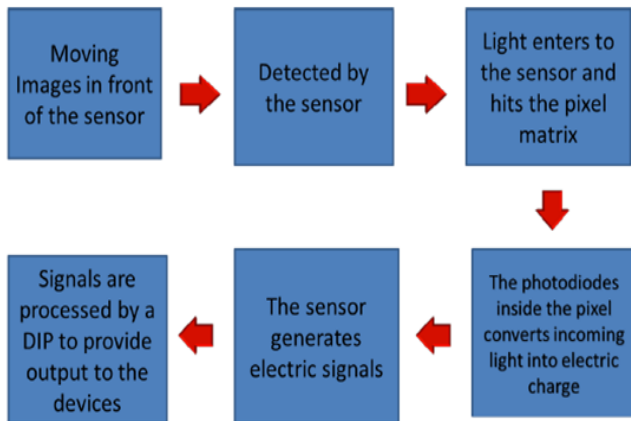 Moving
Images in front
of the sensor
Detected by
the sensor
Light enters to
the sensor and
hits the pixel
matrix
The photodiodes
inside the pixel
converts incoming
light into electric
charge
The sensor
generates
electric signals
Signals are
processed by a
DIP to provide
output to the
devices